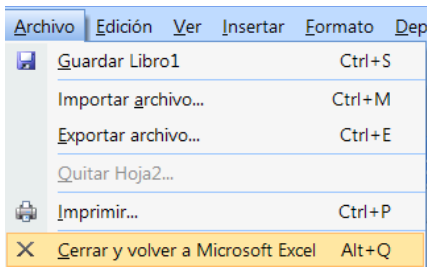 Archivo Edición Ver Insertar Formato Dep
Guardar Libro1 Ctrl+S
Importar archivo... Ctrl+M
Exportar archivo... Ctrl+E
Quitar Hoja2...
Imprimir... Ctrl+P
Cerrar y volver a Microsoft Excel Alt+Q